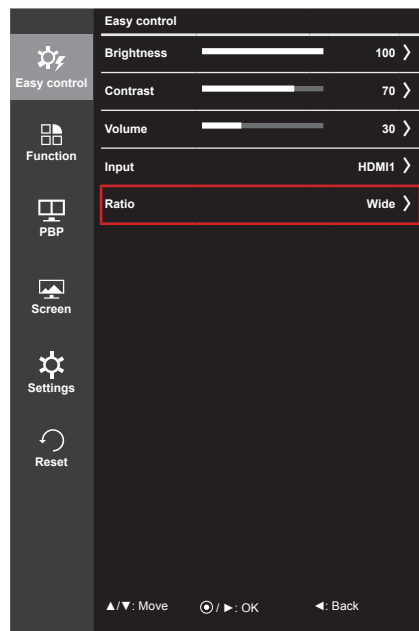 Easy control
Easy control
Brightness 100
Contrast 70
Volume 30
Input HDMI1
Ratio Wide
Function
PBP
Screen
Settings
Reset
▲/▼: Move ⦿ / ►: OK ◄: Back